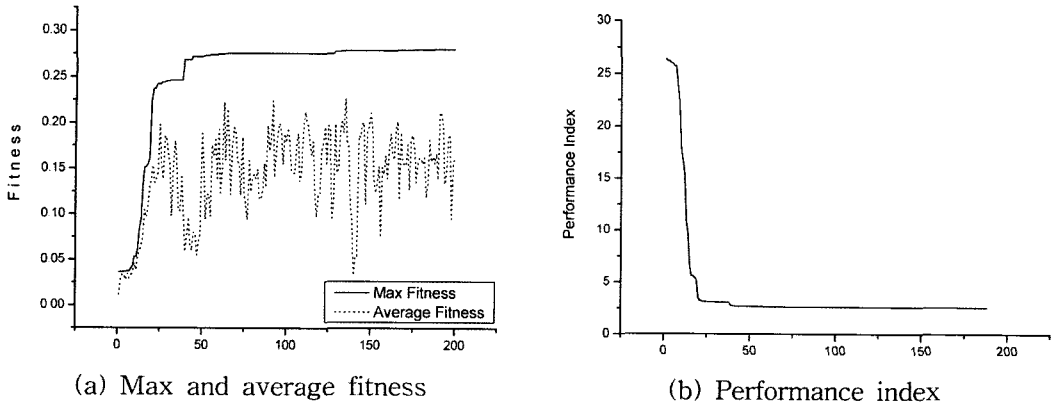 0.30
0.25
0.20
0.15
0.10
0.05
0.00
Fitness
Max Fitness
Average Fitness
0 50 100 150 200
(a) Max and average fitness
30
25
20
15
10
5
0
Performance Index
0 50 100 150 200
(b) Performance index